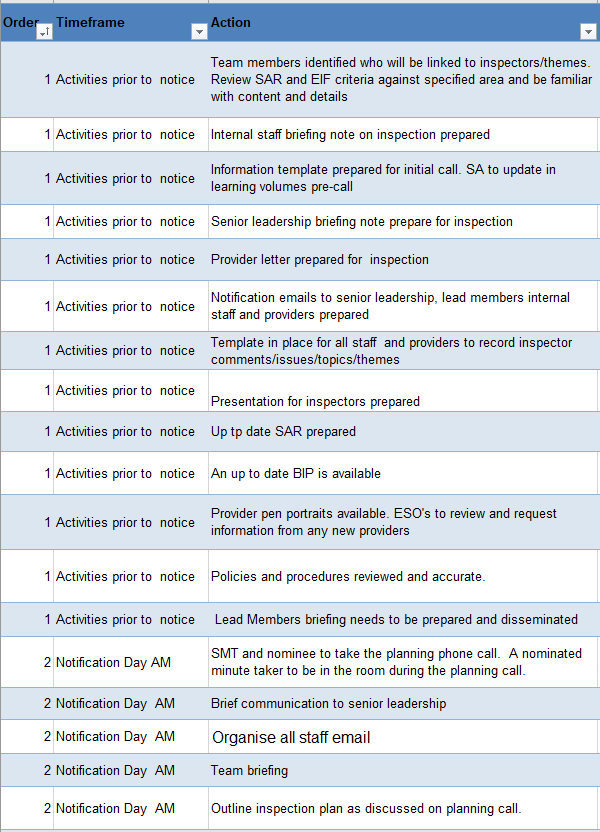 Order Timeframe Action
1 Activities prior to notice Team members identified who will be linked to inspectors/themes.
Review SAR and EIF criteria against specified area and be familiar
with content and details
1 Activities prior to notice Internal staff briefing note on inspection prepared
1 Activities prior to notice Information template prepared for initial call. SA to update in
learning volumes pre-call
1 Activities prior to notice Senior leadership briefing note prepare for inspection
1 Activities prior to notice Provider letter prepared for inspection
1 Activities prior to notice Notification emails to senior leadership, lead members internal
staff and providers prepared
1 Activities prior to notice Template in place for all staff and providers to record inspector
comments/issues/topics/themes
1 Activities prior to notice Presentation for inspectors prepared
1 Activities prior to notice Up tp date SAR prepared
1 Activities prior to notice An up to date BIP is available
1 Activities prior to notice Provider pen portraits available. ESO's to review and request
information from any new providers
1 Activities prior to notice Policies and procedures reviewed and accurate.
1 Activities prior to notice Lead Members briefing needs to be prepared and disseminated
2 Notification Day AM SMT and nominee to take the planning phone call. A nominated
minute taker to be in the room during the planning call.
2 Notification Day AM Brief communication to senior leadership
2 Notification Day AM Organise all staff email
2 Notification Day AM Team briefing
2 Notification Day AM Outline inspection plan as discussed on planning call.